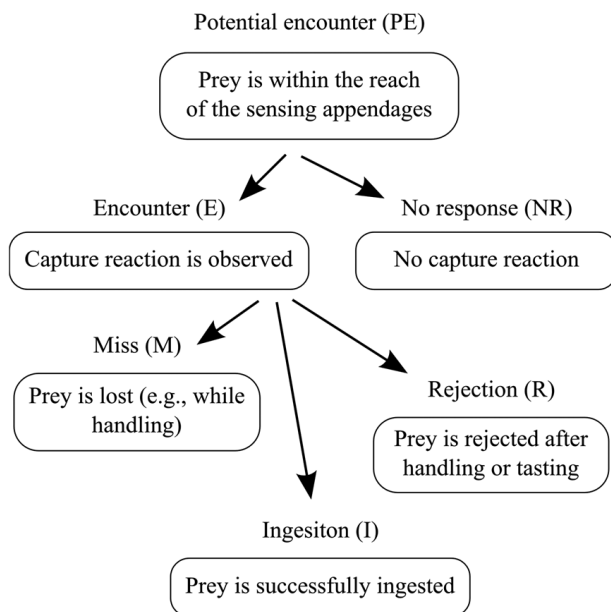 Potential encounter (PE)
Prey is within the reach
of the sensing appendages
Encounter (E)
No response (NR)
Capture reaction is observed
No capture reaction
Miss (M)
Prey is lost (e.g., while
handling)
Rejection (R)
Prey is rejected after
handling or tasting
Ingesiton (I)
Prey is successfully ingested